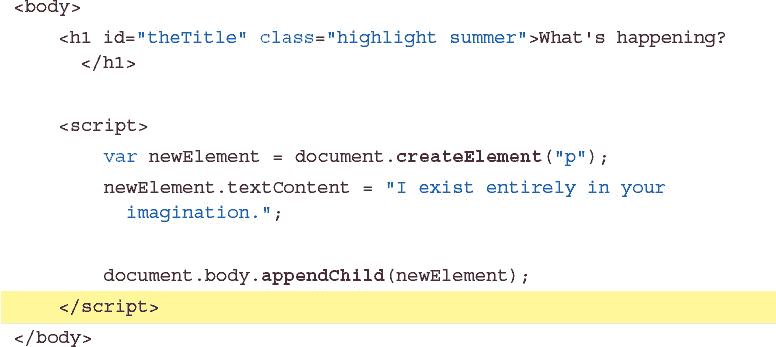 <body>
<h1 id="theTitle" class="highlight summer">What's happening?
</h1>
<script>
var newElement = document.createElement("p");
newElement.textContent = "I exist entirely in your
imagination.";
document.body.appendChild(newElement);
</script>
</body>